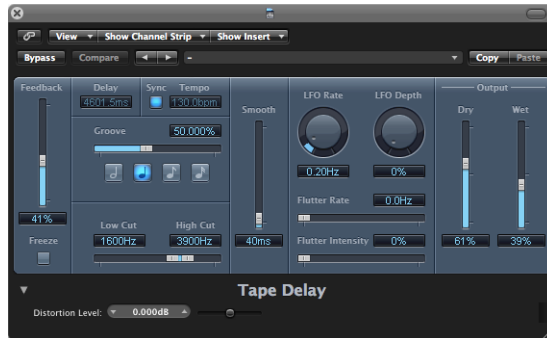 View Show Channel Strip Show Insert
Bypass Compare - Copy Paste
Feedback Delay Sync Tempo LFO Rate LFO Depth Output
4601.5ms 130.0bpm Smooth Dry Wet
Groove 50.000%
0.20Hz 0%
Flutter Rate 0.0Hz
41% Low Cut High Cut
Freeze 1600Hz 3900Hz 40ms Flutter Intensity 0% 61% 39%
Tape Delay
Distortion Level: 0.000dB